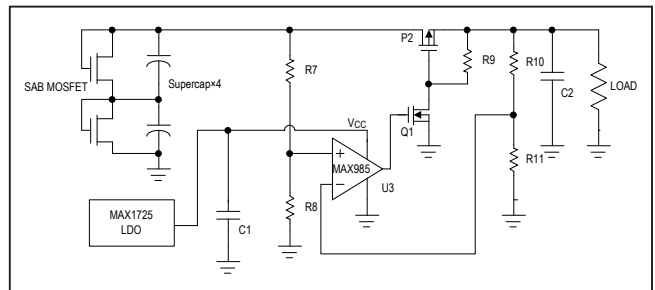 P2
R9
R10
R7
SAB MOSFET
Supercap×4
C2
LOAD
VCC
Q1
+
MAX985
−
U3
R11
MAX1725
LDO
C1
R8